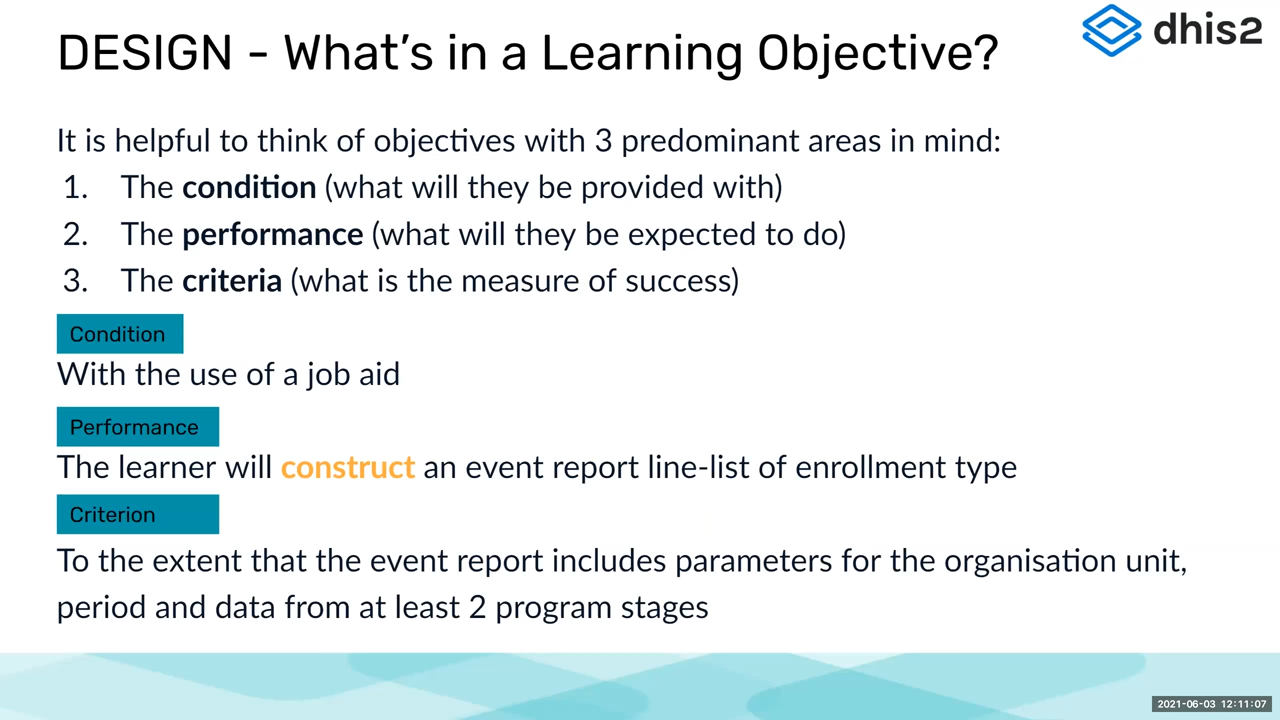 DESIGN - What's in a Learning Objective?
dhis2
It is helpful to think of objectives with 3 predominant areas in mind:
1. The condition (what will they be provided with)
2. The performance (what will they be expected to do)
3. The criteria (what is the measure of success)
Condition
With the use of a job aid
Performance
The learner will construct an event report line-list of enrollment type
Criterion
To the extent that the event report includes parameters for the organisation unit,
period and data from at least 2 program stages
2021-06-03 12:11:07